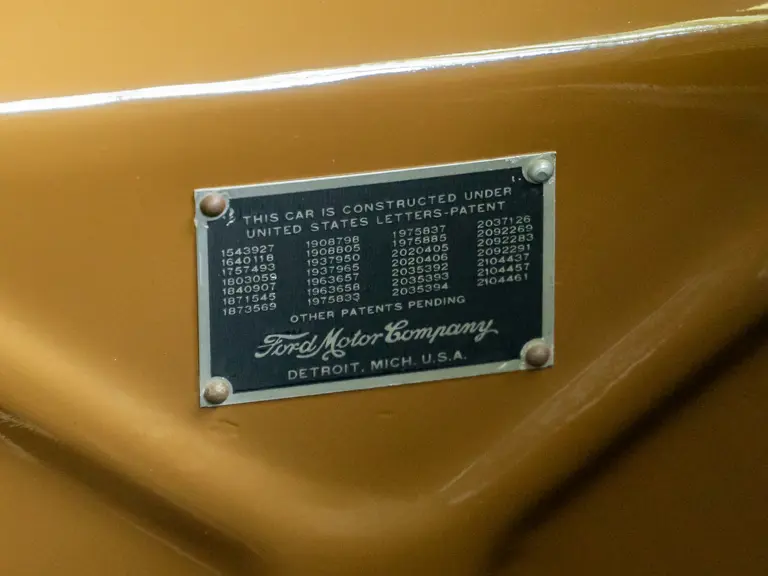 THIS CAR IS CONSTRUCTED UNDER
UNITED STATES LETTERS-PATENT
1543927 1908798 1975837 2037126
1640118 1908805 1975885 2092269
1757493 1937950 2020405 2092283
1803059 1937965 2020406 2092291
1840907 1963657 2035392 2104437
1871545 1963658 2035393 2104457
1873569 1975833 2035394 2104461
OTHER PATENTS PENDING
Ford Motor Company
DETROIT, MICH. U.S.A.